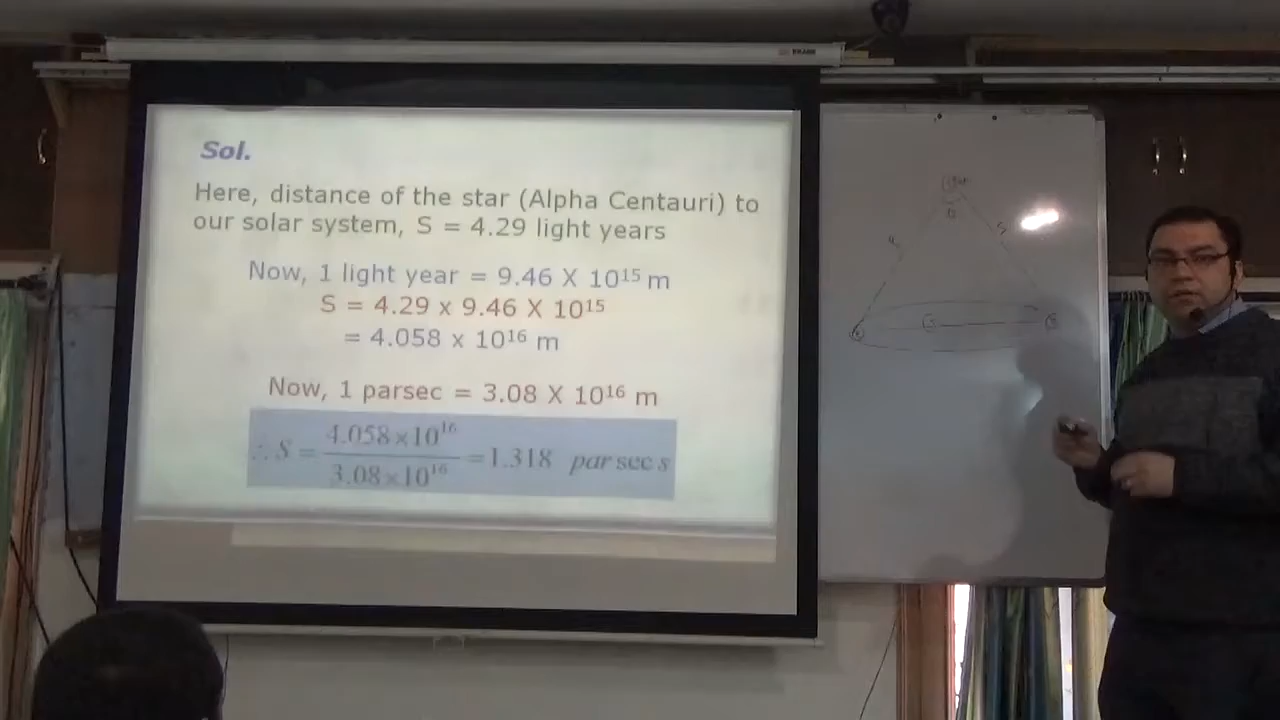 Sol.
Here, distance of the star (Alpha Centauri) to
our solar system, S = 4.29 light years
Now, 1 light year = 9.46 X 10¹⁵ m
S = 4.29 x 9.46 X 10¹⁵
= 4.058 x 10¹⁶ m
Now, 1 parsec = 3.08 X 10¹⁶ m
∴ S = 4.058×10¹⁶ / 3.08×10¹⁶ = 1.318 par sec s